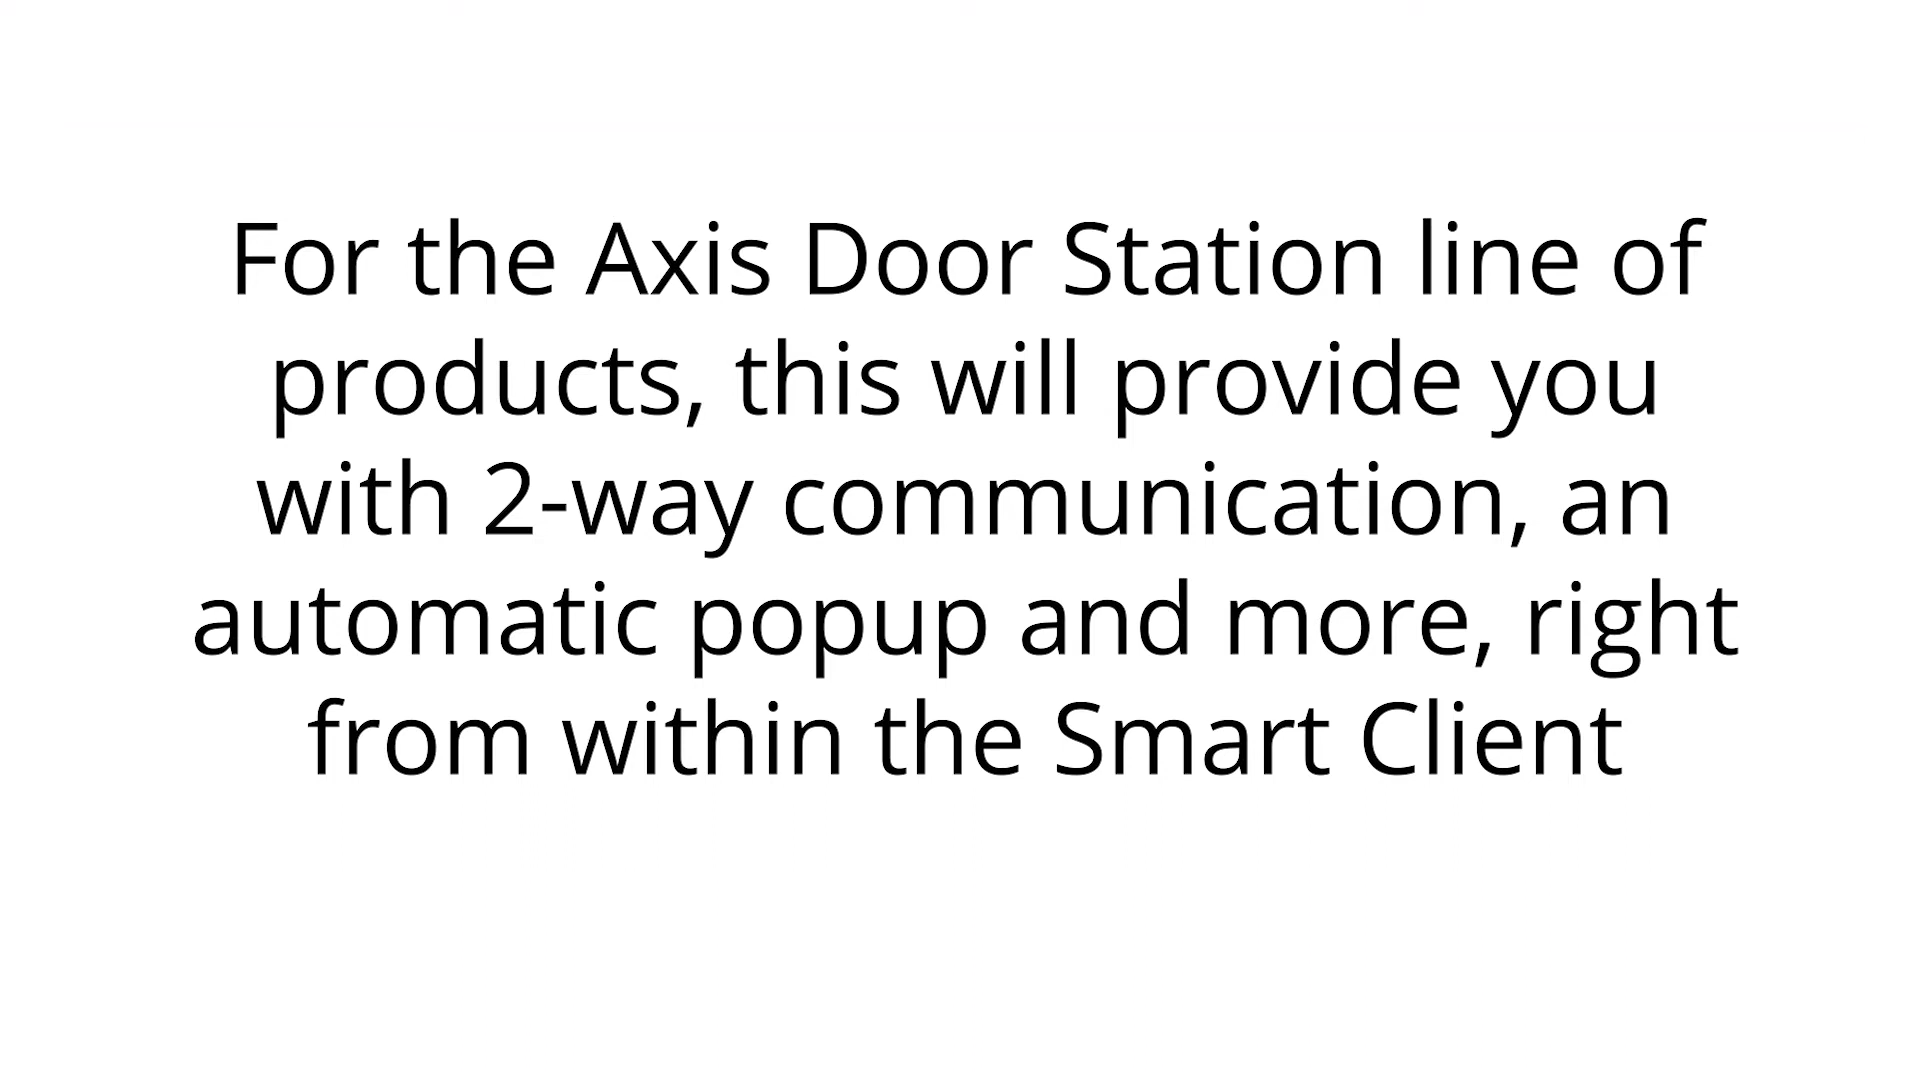 For the Axis Door Station line of
products, this will provide you
with 2-way communication, an
automatic popup and more, right
from within the Smart Client